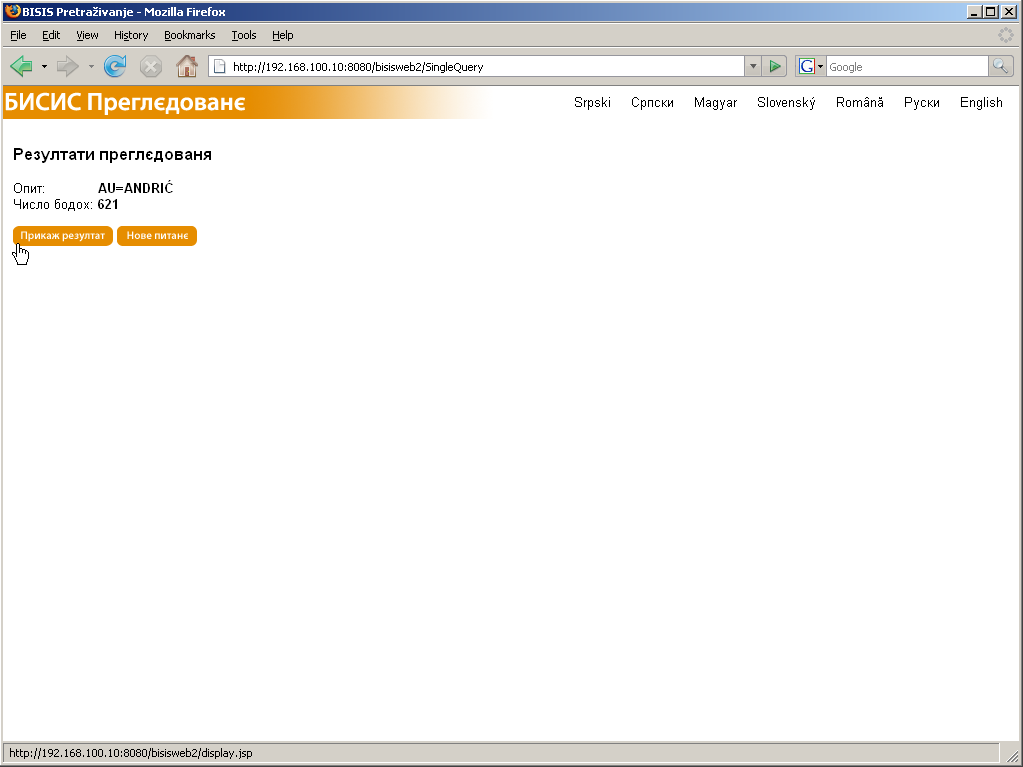 BISIS Pretraživanje - Mozilla Firefox
File Edit View History Bookmarks Tools Help
http://192.168.100.10:8080/bisisweb2/SingleQuery
G Google
БИСИС Преглєдованє
Srpski Српски Magyar Slovenský Română Руски English
Резултати преглєдованя
Опит: AU=ANDRIĆ
Число бодох: 621
Прикаж резултат Нове питанє
http://192.168.100.10:8080/bisisweb2/display.jsp